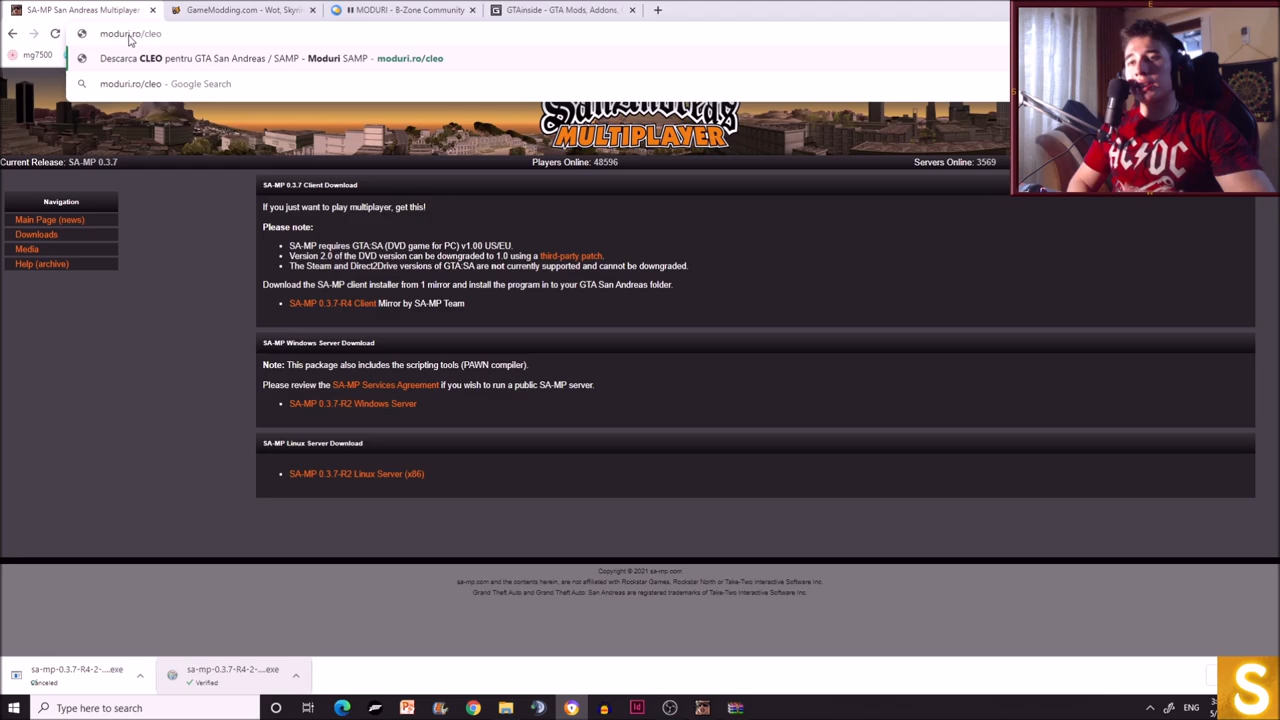 SA-MP San Andreas Multiplayer
GameModding.com - Wot, Skyrim
MODURI - B-Zone Community
GTAinside - GTA Mods, Addons,
moduri.ro/cleo
mg7500
Descarca CLEO pentru GTA San Andreas / SAMP - Moduri SAMP - moduri.ro/cleo
moduri.ro/cleo - Google Search
SanAndreas
MULTIPLAYER
Current Release: SA-MP 0.3.7
Players Online: 48596
Servers Online: 3569
Navigation
Main Page (news)
Downloads
Media
Help (archive)
SA-MP 0.3.7 Client Download
If you just want to play multiplayer, get this!
Please note:
SA-MP requires GTA:SA (DVD game for PC) v1.00 US/EU.
Version 2.0 of the DVD version can be downgraded to 1.0 using a third-party patch.
The Steam and Direct2Drive versions of GTA:SA are not currently supported and cannot be downgraded.
Download the SA-MP client installer from 1 mirror and install the program in to your GTA San Andreas folder.
SA-MP 0.3.7-R4 Client Mirror by SA-MP Team
SA-MP Windows Server Download
Note: This package also includes the scripting tools (PAWN compiler).
Please review the SA-MP Services Agreement if you wish to run a public SA-MP server.
SA-MP 0.3.7-R2 Windows Server
SA-MP Linux Server Download
SA-MP 0.3.7-R2 Linux Server (x86)
Copyright © 2021 sa-mp.com
sa-mp.com and the contents herein, are not affiliated with Rockstar Games, Rockstar North or Take-Two Interactive Software Inc.
Grand Theft Auto and Grand Theft Auto: San Andreas are registered trademarks of Take-Two Interactive Software Inc.
sa-mp-0.3.7-R4-2-....exe
Canceled
sa-mp-0.3.7-R4-2-....exe
Verified
Type here to search
ENG
AC/DC
S